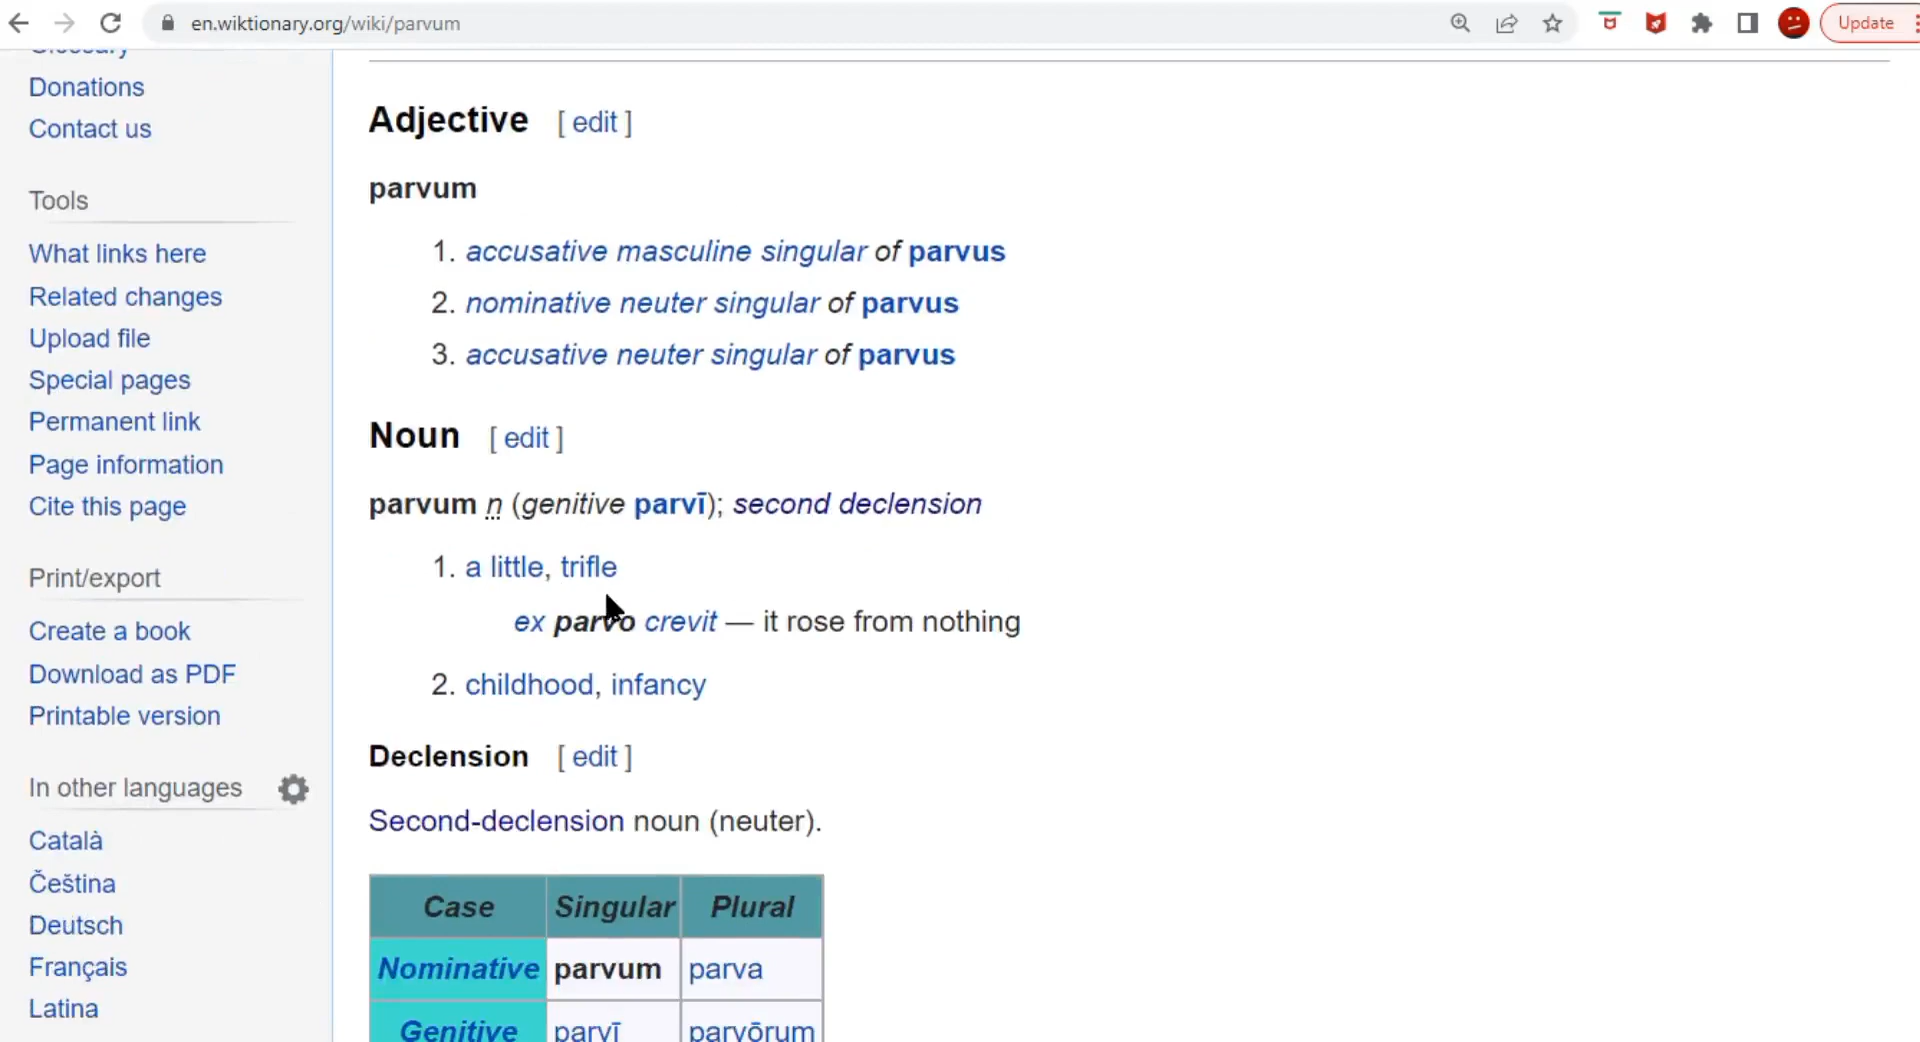 en.wiktionary.org/wiki/parvum
Update
Glossary
Donations
Contact us
Tools
What links here
Related changes
Upload file
Special pages
Permanent link
Page information
Cite this page
Print/export
Create a book
Download as PDF
Printable version
In other languages
Català
Čeština
Deutsch
Français
Latina
Adjective [ edit ]
parvum
1. accusative masculine singular of parvus
2. nominative neuter singular of parvus
3. accusative neuter singular of parvus
Noun [ edit ]
parvum n (genitive parvī); second declension
1. a little, trifle
ex parvo crevit — it rose from nothing
2. childhood, infancy
Declension [ edit ]
Second-declension noun (neuter).
Case Singular Plural
Nominative parvum parva
Genitive parvī parvōrum